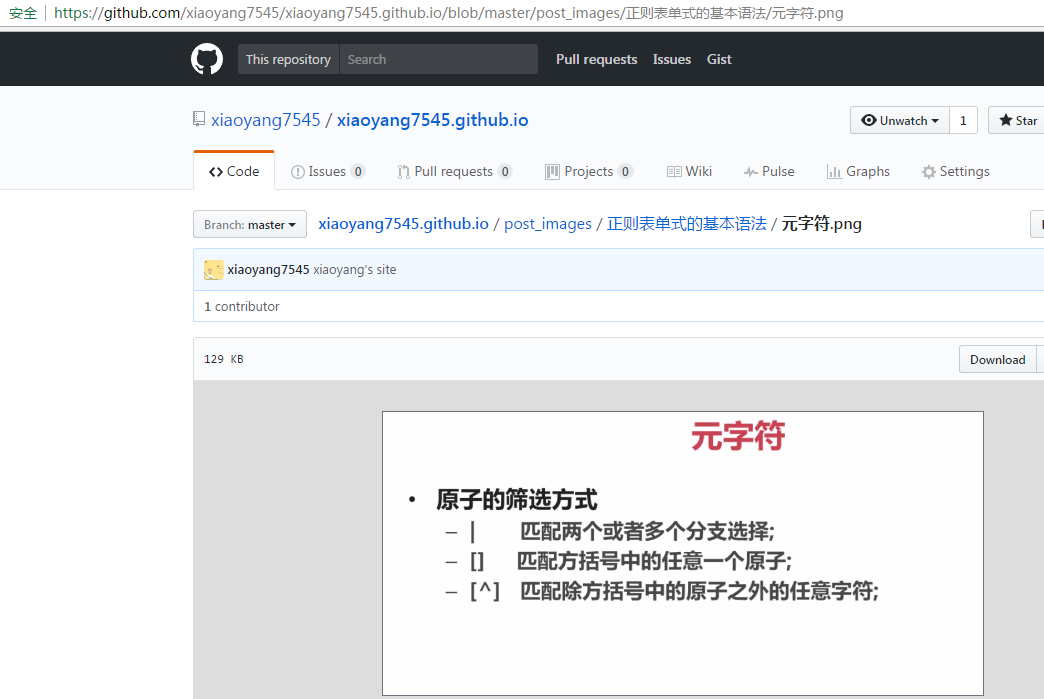 安全 https://github.com/xiaoyang7545/xiaoyang7545.github.io/blob/master/post_images/正则表单式的基本语法/元字符.png
This repository Search Pull requests Issues Gist
xiaoyang7545 / xiaoyang7545.github.io Unwatch 1 Star
Code Issues 0 Pull requests 0 Projects 0 Wiki Pulse Graphs Settings
Branch: master xiaoyang7545.github.io / post_images / 正则表单式的基本语法 / 元字符.png
xiaoyang7545 xiaoyang's site
1 contributor
129 KB Download
元字符
• 原子的筛选方式
– | 匹配两个或者多个分支选择;
– [] 匹配方括号中的任意一个原子;
– [^] 匹配除方括号中的原子之外的任意字符;